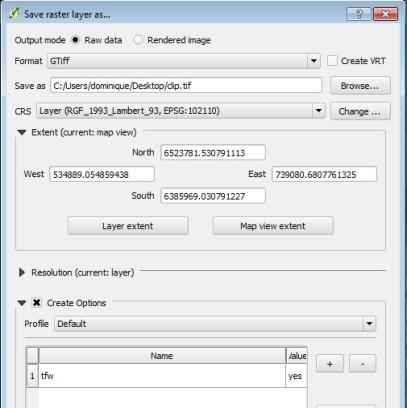 Save raster layer as...
Output mode Raw data Rendered image
Format GTiff Create VRT
Save as C:/Users/dominique/Desktop/clip.tif Browse...
CRS Layer (RGF_1993_Lambert_93, EPSG:102110) Change ...
Extent (current: map view)
North 6523781.530791113
West 534889.054859438 East 739080.6807761325
South 6385969.030791227
Layer extent Map view extent
Resolution (current: layer)
Create Options
Profile Default
Name Value
1 tfw yes
+ -